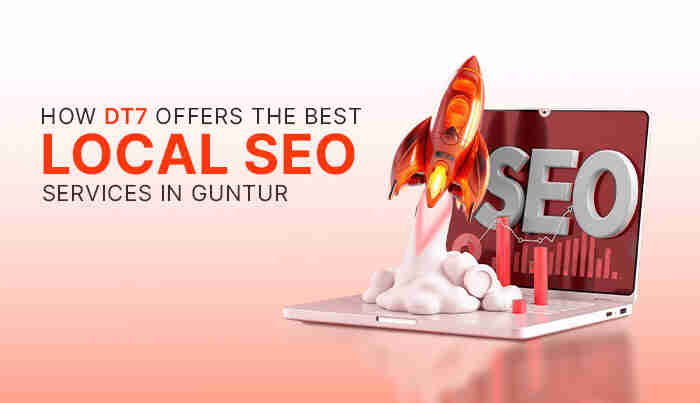 HOW DT7 OFFERS THE BEST
LOCAL SEO
SERVICES IN GUNTUR
SEO